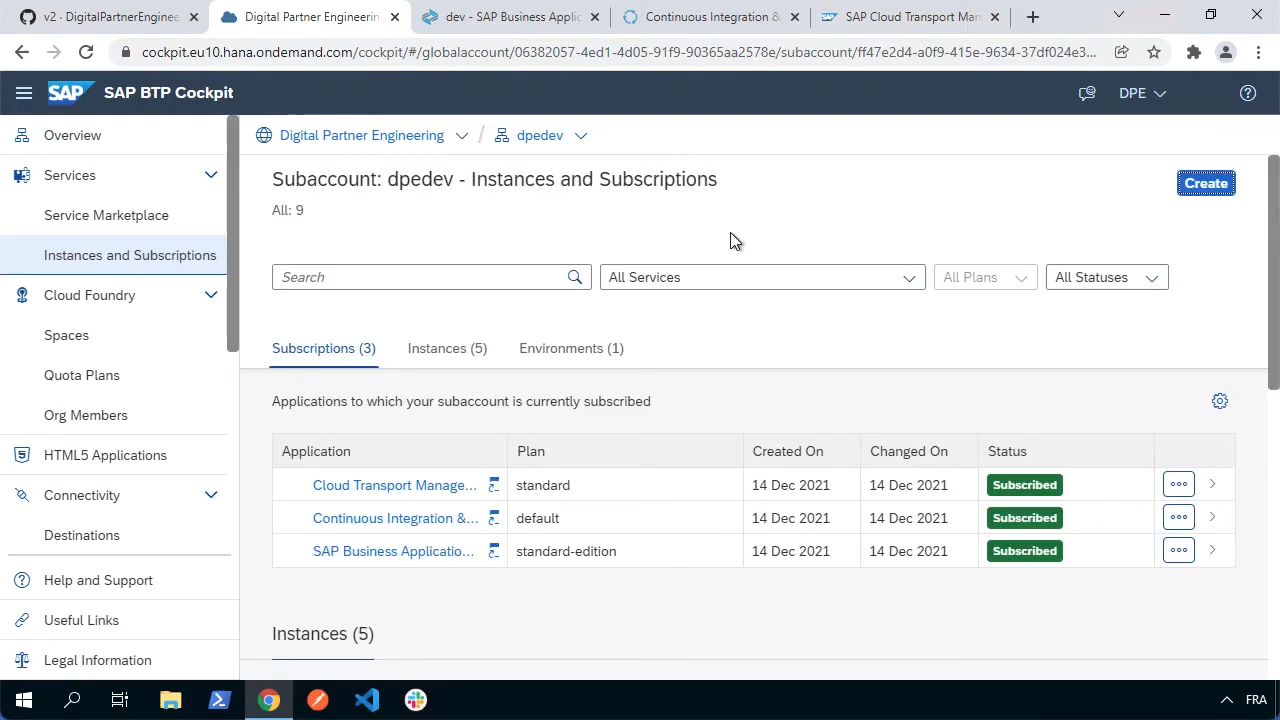 v2 · DigitalPartnerEnginee
Digital Partner Engineerin
dev - SAP Business Applic
Continuous Integration &
SAP Cloud Transport Man
cockpit.eu10.hana.ondemand.com/cockpit/#/globalaccount/06382057-4ed1-4d05-91f9-90365aa2578e/subaccount/ff47e2d4-a0f9-415e-9634-37df024e3...
SAP
SAP BTP Cockpit
DPE
Overview
Services
Service Marketplace
Instances and Subscriptions
Cloud Foundry
Spaces
Quota Plans
Org Members
HTML5 Applications
Connectivity
Destinations
Help and Support
Useful Links
Legal Information
Digital Partner Engineering / dpedev
Subaccount: dpedev - Instances and Subscriptions
Create
All: 9
Search
All Services
All Plans
All Statuses
Subscriptions (3)
Instances (5)
Environments (1)
Applications to which your subaccount is currently subscribed
Application Plan Created On Changed On Status
Cloud Transport Manage... standard 14 Dec 2021 14 Dec 2021 Subscribed
Continuous Integration &... default 14 Dec 2021 14 Dec 2021 Subscribed
SAP Business Applicatio... standard-edition 14 Dec 2021 14 Dec 2021 Subscribed
Instances (5)
FRA